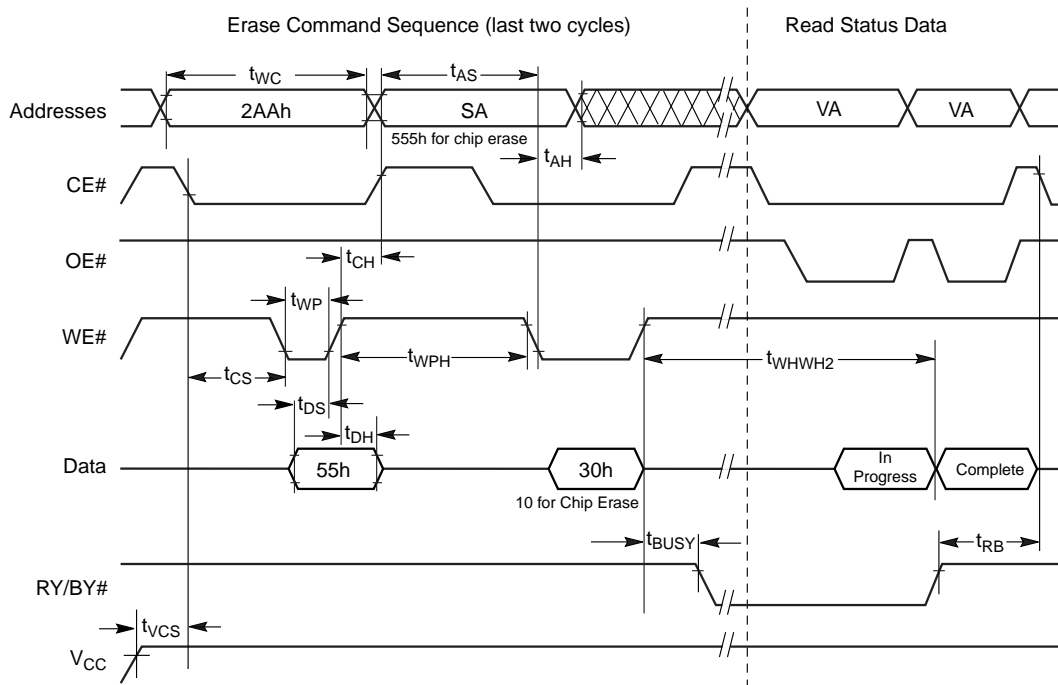 Erase Command Sequence (last two cycles)
Read Status Data
tWC
tAS
Addresses
2AAh
SA
VA
VA
555h for chip erase
tAH
CE#
OE#
tCH
tWP
WE#
tWPH
tWHWH2
tCS
tDS
tDH
Data
55h
30h
In
Progress
Complete
10 for Chip Erase
tBUSY
tRB
RY/BY#
tVCS
VCC